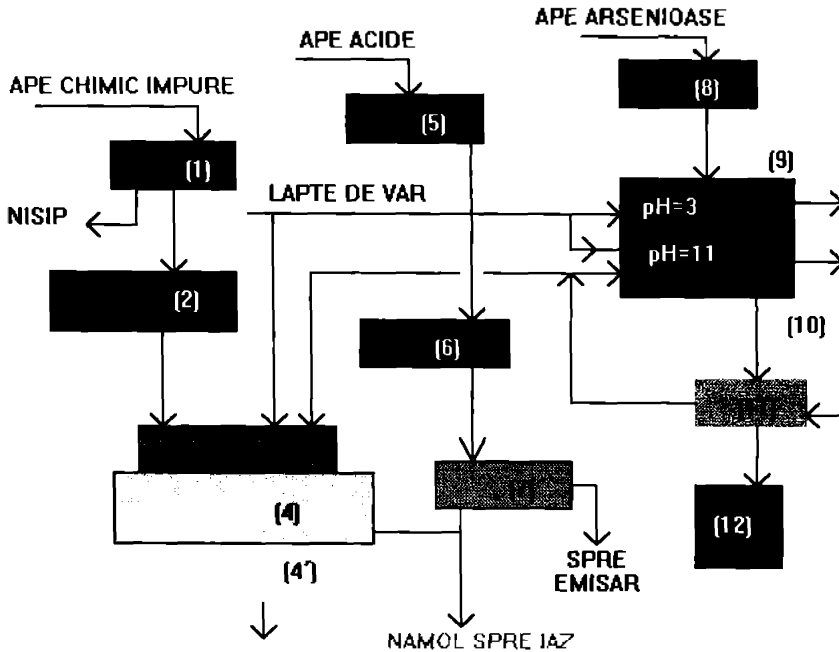 APE ARSENIOASE
APE ACIDE
APE CHIMIC IMPURE
(8)
(5)
(1)
(9)
LAPTE DE VAR
pH=3
NISIP
pH=11
(2)
(10)
(6)
(4)
(12)
SPRE
EMISAR
(4')
NAMOL SPRE IAZ